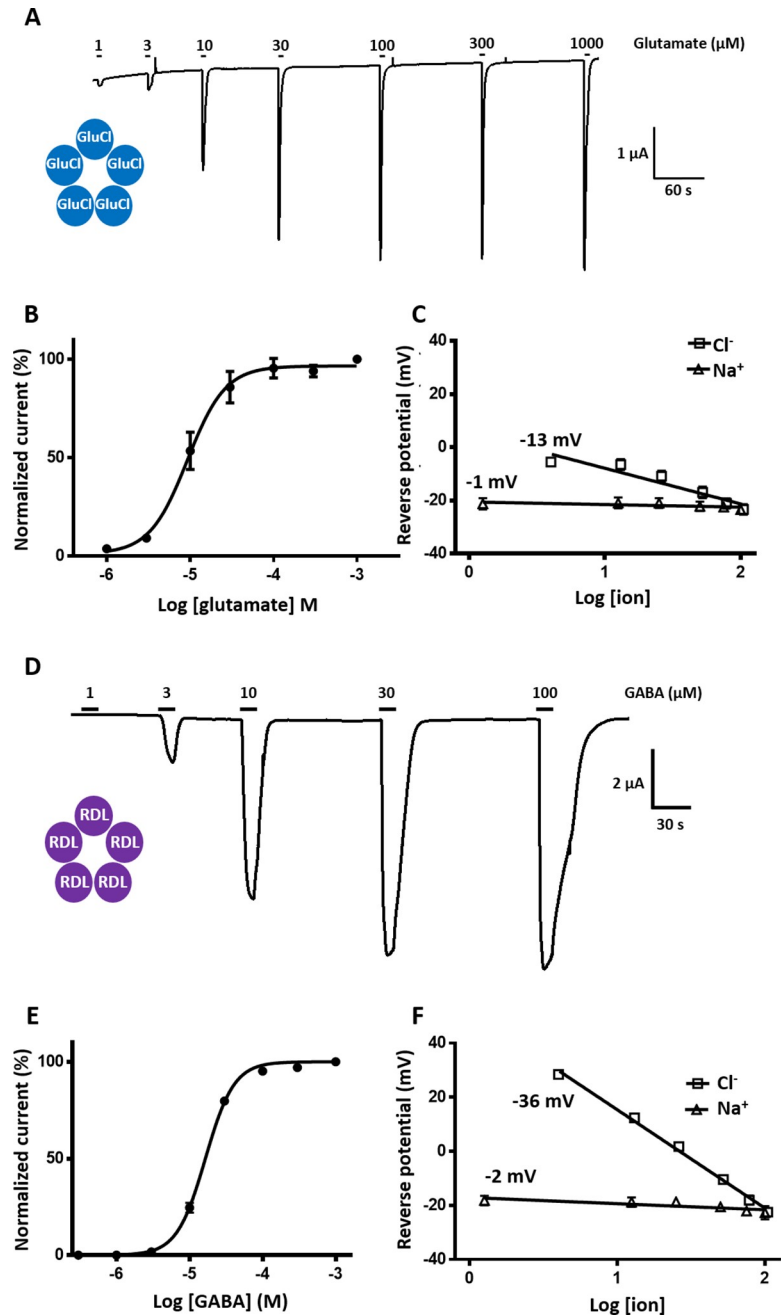 A
1 3 10 30 100 300 1000 Glutamate (µM)
GluCl
GluCl GluCl
GluCl GluCl
1 µA
60 s
B
Normalized current (%)
100
50
0
-6 -5 -4 -3
Log [glutamate] M
C
Reverse potential (mV)
40
20
0
-20
-40
Cl-
Na+
-13 mV
-1 mV
0 1 2
Log [ion]
D
1 3 10 30 100 GABA (µM)
RDL
RDL RDL
RDL RDL
2 µA
30 s
E
Normalized current (%)
100
50
0
-6 -5 -4 -3
Log [GABA] (M)
F
Reverse potential (mV)
40
20
0
-20
-40
Cl-
Na+
-36 mV
-2 mV
0 1 2
Log [ion]